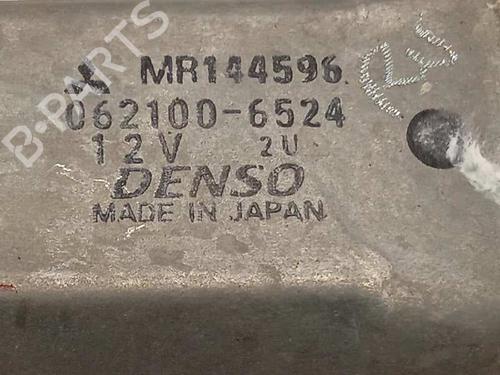 MR144596
062100-6524
12V 2U
DENSO
MADE IN JAPAN
B-PARTS